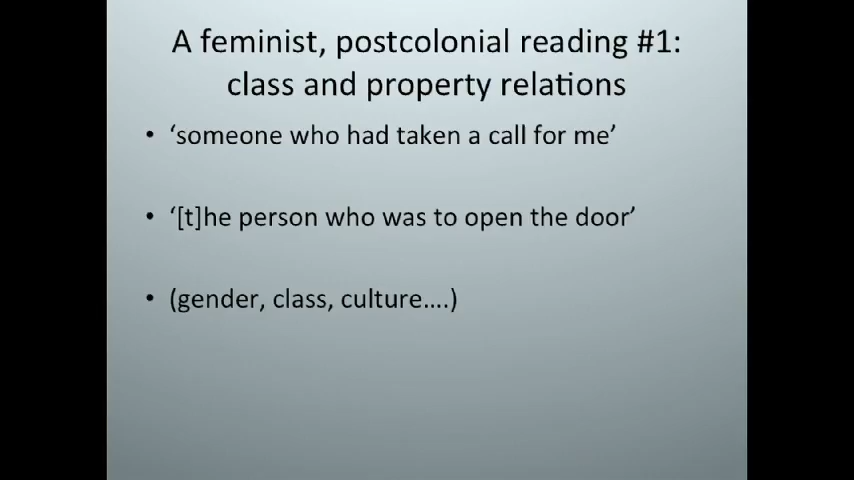 A feminist, postcolonial reading #1:
class and property relations
• ‘someone who had taken a call for me’
• ‘[t]he person who was to open the door’
• (gender, class, culture….)